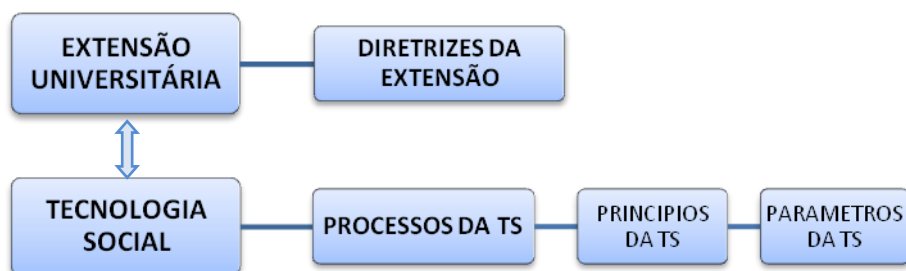 EXTENSÃO
UNIVERSITÁRIA
DIRETRIZES DA
EXTENSÃO
TECNOLOGIA
SOCIAL
PROCESSOS DA TS
PRINCIPIOS
DA TS
PARAMETROS
DA TS